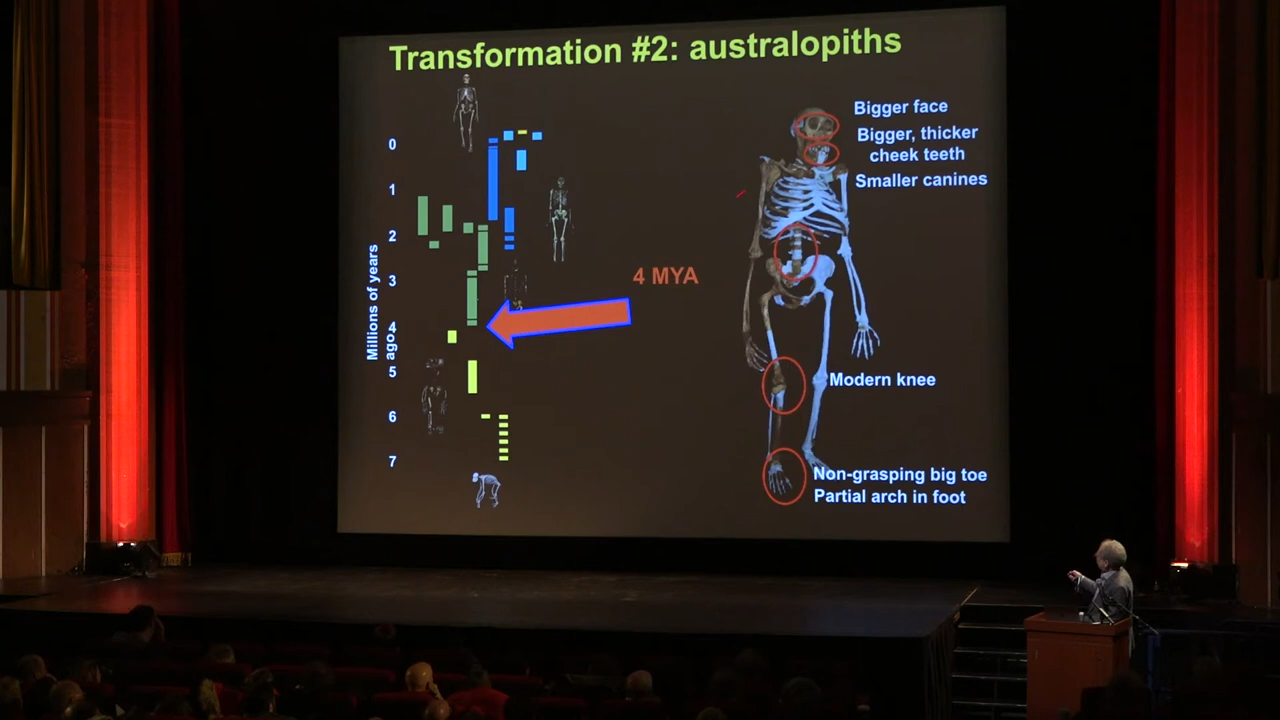 Transformation #2: australopiths
0
1
2
3
4
5
6
7
Millions of years
ago
4 MYA
Bigger face
Bigger, thicker
cheek teeth
Smaller canines
Modern knee
Non-grasping big toe
Partial arch in foot